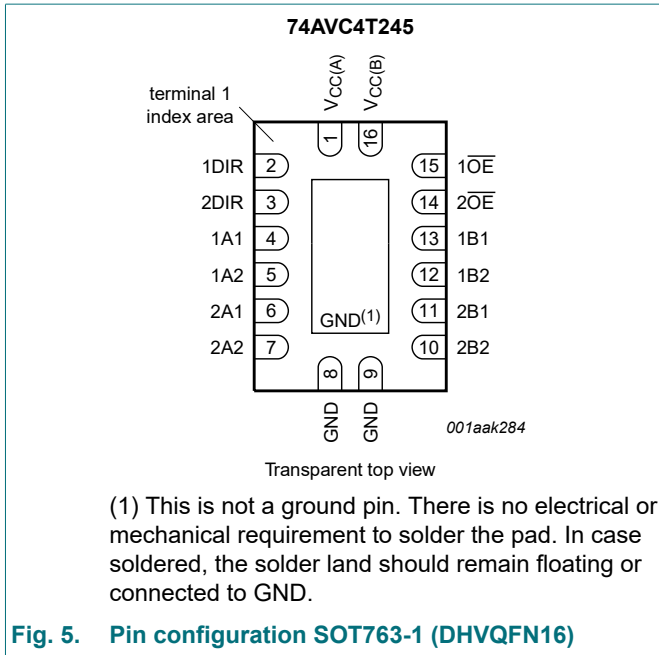 74AVC4T245
terminal 1
index area
VCC(A)
VCC(B)
1
16
1DIR 2
15 1OE
2DIR 3
14 2OE
1A1 4
13 1B1
1A2 5
12 1B2
2A1 6
11 2B1
2A2 7
10 2B2
GND(1)
8
9
GND
GND
001aak284
Transparent top view
(1) This is not a ground pin. There is no electrical or
mechanical requirement to solder the pad. In case
soldered, the solder land should remain floating or
connected to GND.
Fig. 5. Pin configuration SOT763-1 (DHVQFN16)